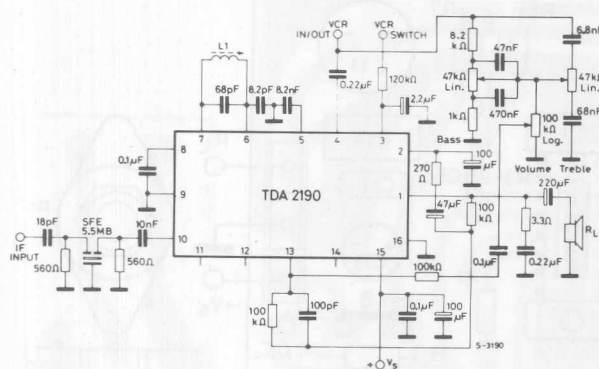 VCR
IN/OUT
VCR
SWITCH
L1
68pF
8.2pF
8.2nF
0.22µF
120kΩ
2.2µF
8.2
kΩ
47nF
6.8nF
47kΩ
Lin.
470nF
1kΩ
Bass
100
kΩ
Log.
Volume
47kΩ
Lin.
68nF
Treble
7
6
5
4
3
8
0.1µF
9
TDA 2190
2
270
Ω
100
µF
1
47µF
100
kΩ
220µF
3.3Ω
RL
0.22µF
0.1µF
18pF
SFE
5.5MB
10nF
10
IF
INPUT
560Ω
560Ω
11
12
13
14
15
16
100kΩ
100
kΩ
100pF
0.1µF
100
µF
S-3190
+ Vs